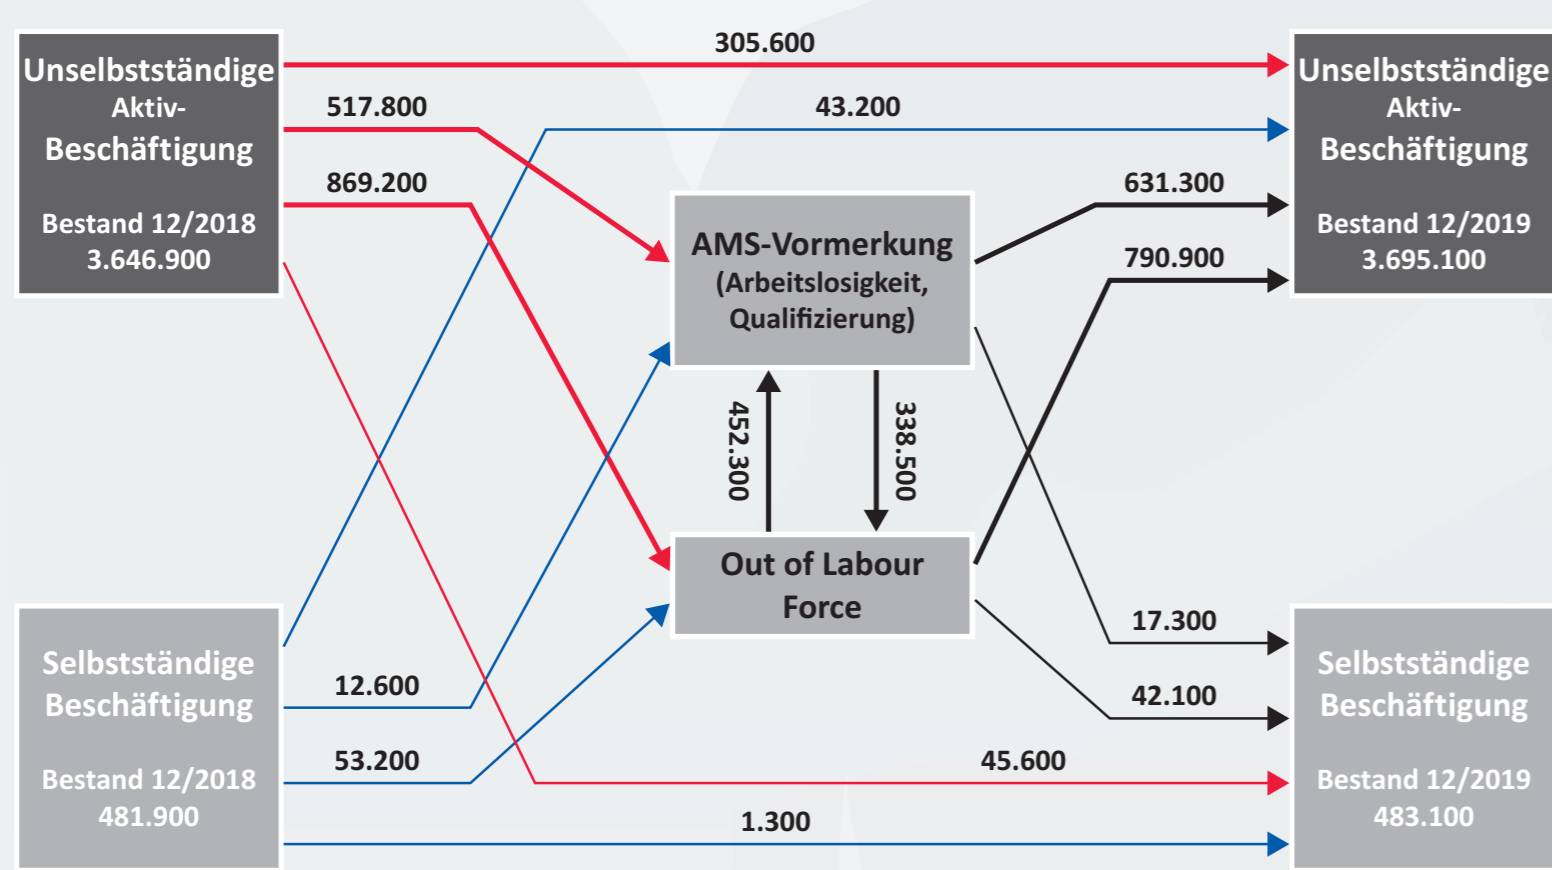 305.600
Unselbstständige
Aktiv-
Beschäftigung
Bestand 12/2018
3.646.900
517.800
43.200
869.200
Unselbstständige
Aktiv-
Beschäftigung
Bestand 12/2019
3.695.100
AMS-Vormerkung
(Arbeitslosigkeit,
Qualifizierung)
631.300
790.900
452.300
338.500
Out of Labour
Force
Selbstständige
Beschäftigung
Bestand 12/2018
481.900
12.600
53.200
17.300
42.100
45.600
1.300
Selbstständige
Beschäftigung
Bestand 12/2019
483.100